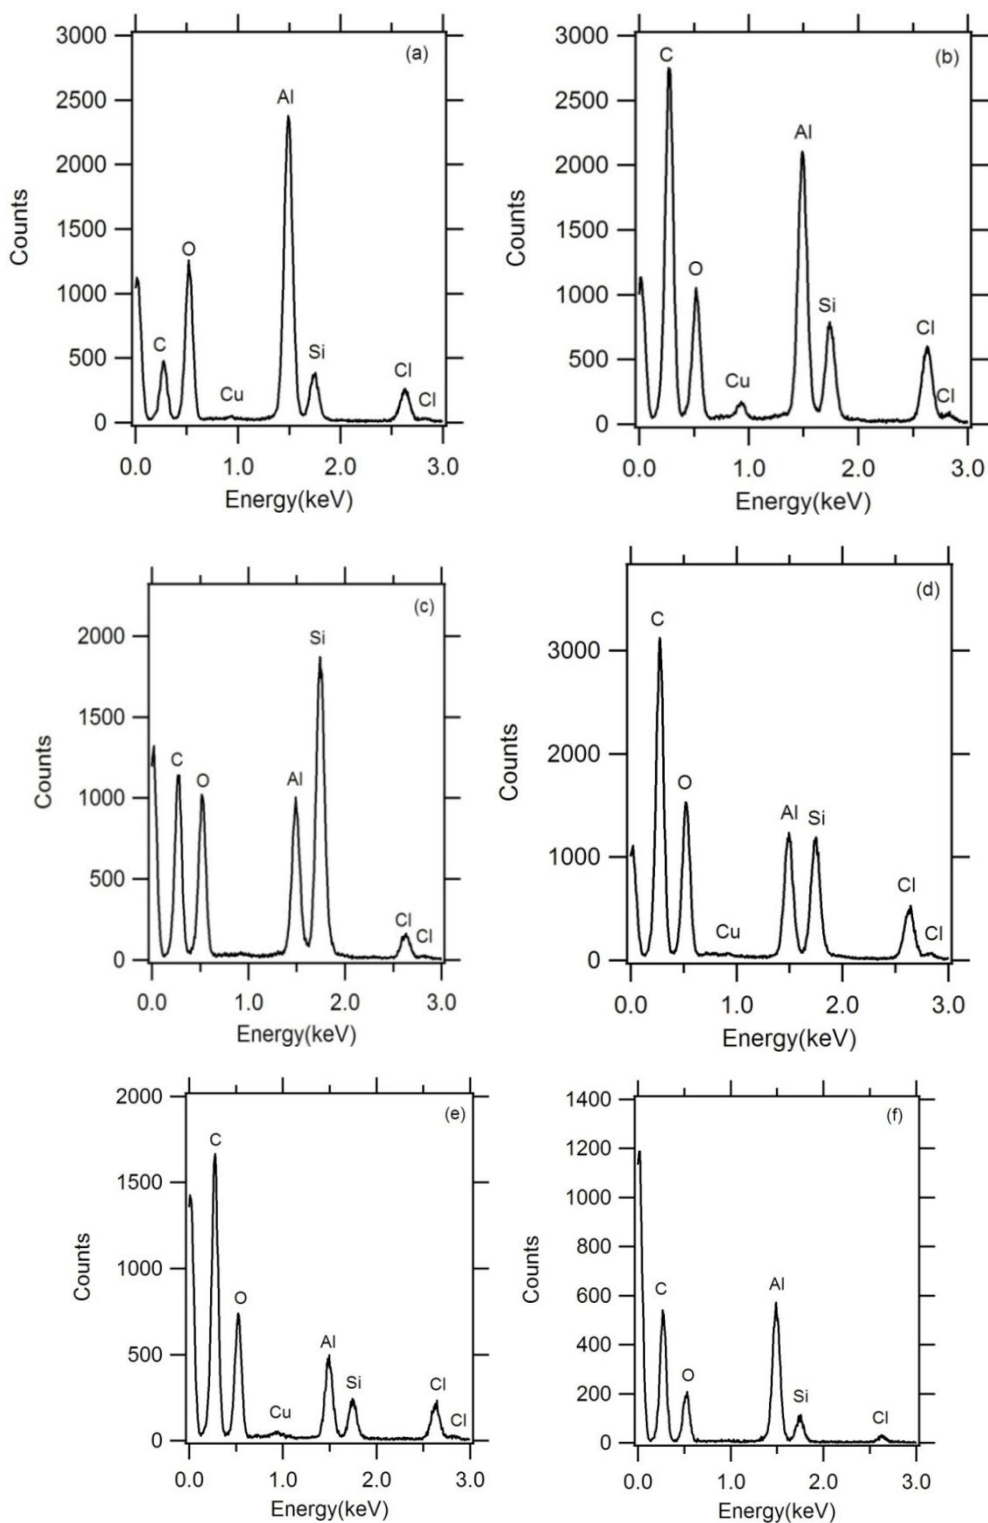 (a)
3000
2500
2000
1500
1000
500
0
Counts
C
O
Cu
Al
Si
Cl
Cl
0.0 1.0 2.0 3.0
Energy(keV)
(b)
3000
2500
2000
1500
1000
500
0
Counts
C
O
Cu
Al
Si
Cl
Cl
0.0 1.0 2.0 3.0
Energy(keV)
(c)
2000
1500
1000
500
0
Counts
C
O
Al
Si
Cl
Cl
0.0 1.0 2.0 3.0
Energy(keV)
(d)
3000
2000
1000
0
Counts
C
O
Cu
Al
Si
Cl
Cl
0.0 1.0 2.0 3.0
Energy(keV)
(e)
2000
1500
1000
500
0
Counts
C
O
Cu
Al
Si
Cl
Cl
0.0 1.0 2.0 3.0
Energy(keV)
(f)
1400
1200
1000
800
600
400
200
0
Counts
C
O
Al
Si
Cl
0.0 1.0 2.0 3.0
Energy(keV)